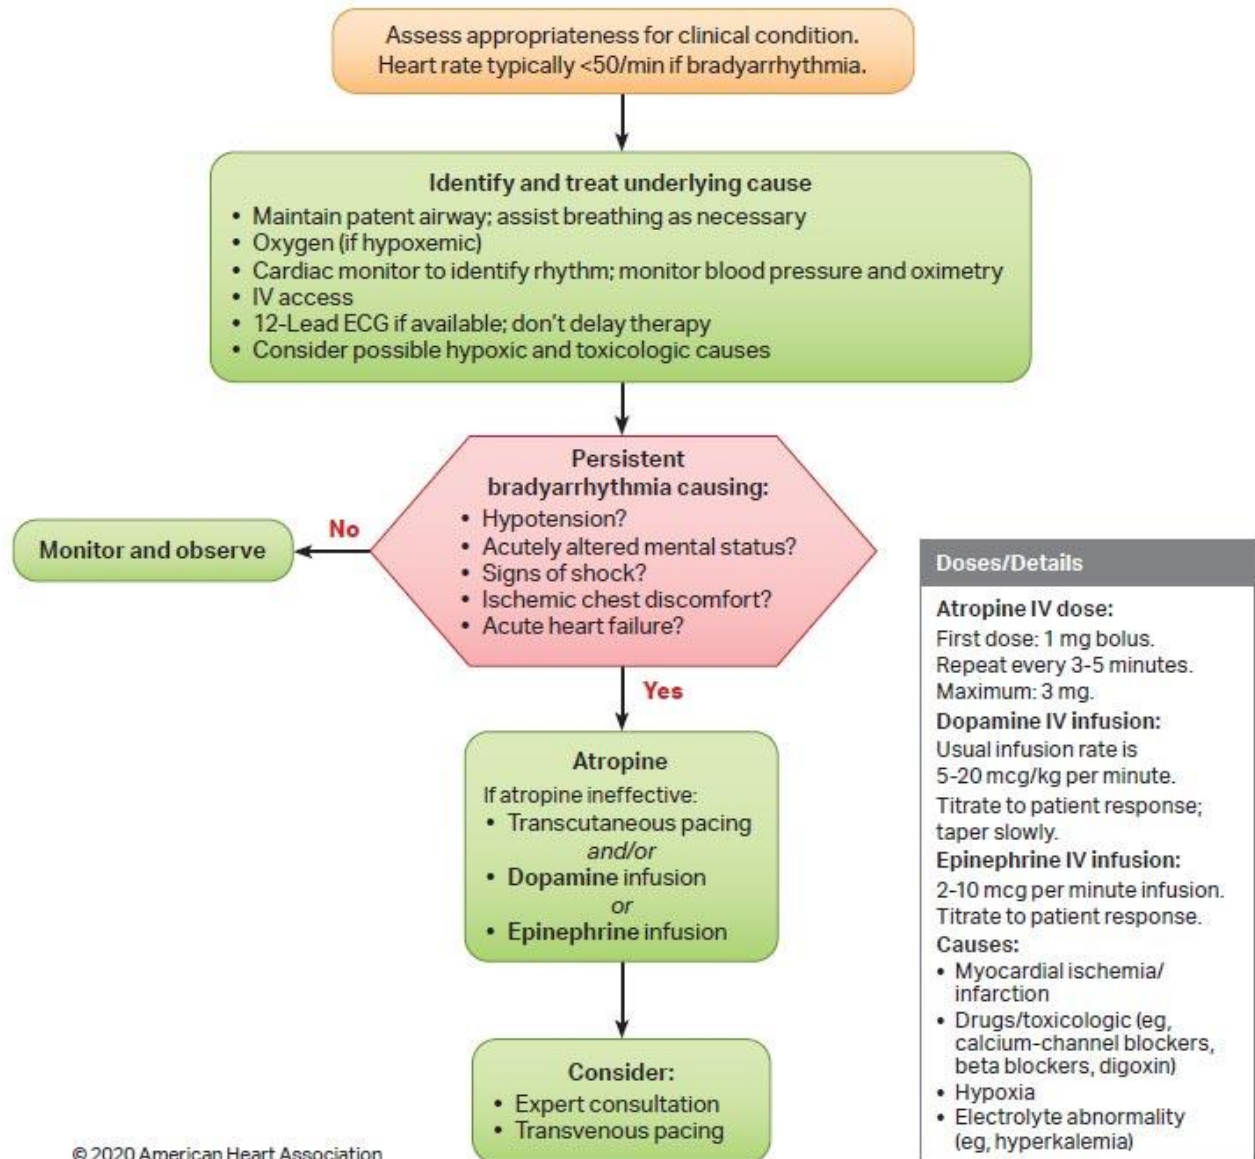 Assess appropriateness for clinical condition.
Heart rate typically <50/min if bradyarrhythmia.
Identify and treat underlying cause
• Maintain patent airway; assist breathing as necessary
• Oxygen (if hypoxemic)
• Cardiac monitor to identify rhythm; monitor blood pressure and oximetry
• IV access
• 12-Lead ECG if available; don't delay therapy
• Consider possible hypoxic and toxicologic causes
Persistent
bradyarrhythmia causing:
• Hypotension?
• Acutely altered mental status?
• Signs of shock?
• Ischemic chest discomfort?
• Acute heart failure?
No
Monitor and observe
Yes
Atropine
If atropine ineffective:
• Transcutaneous pacing
and/or
• Dopamine infusion
or
• Epinephrine infusion
Consider:
• Expert consultation
• Transvenous pacing
Doses/Details
Atropine IV dose:
First dose: 1 mg bolus.
Repeat every 3-5 minutes.
Maximum: 3 mg.
Dopamine IV infusion:
Usual infusion rate is
5-20 mcg/kg per minute.
Titrate to patient response;
taper slowly.
Epinephrine IV infusion:
2-10 mcg per minute infusion.
Titrate to patient response.
Causes:
• Myocardial ischemia/
infarction
• Drugs/toxicologic (eg,
calcium-channel blockers,
beta blockers, digoxin)
• Hypoxia
• Electrolyte abnormality
(eg, hyperkalemia)
© 2020 American Heart Association